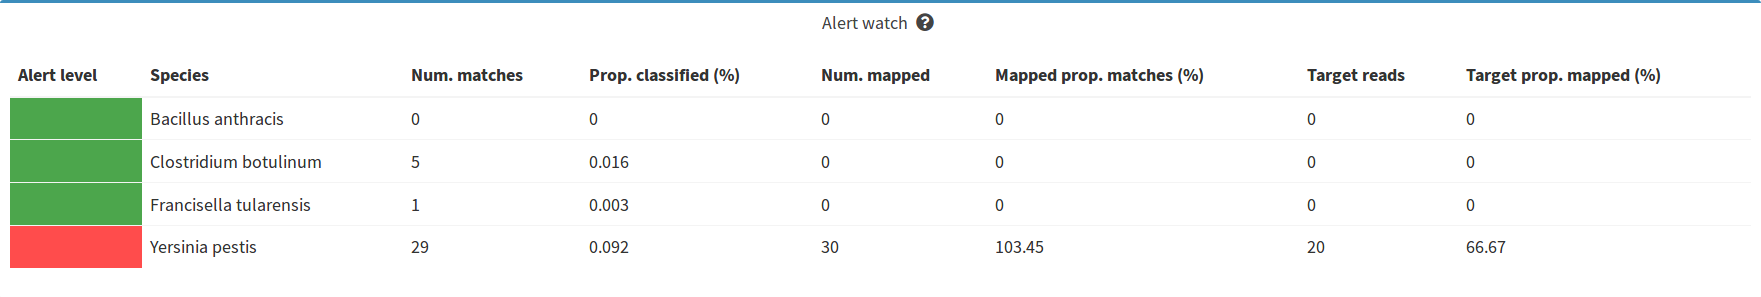 Alert watch ?
Alert level Species Num. matches Prop. classified (%) Num. mapped Mapped prop. matches (%) Target reads Target prop. mapped (%)
Bacillus anthracis 0 0 0 0 0 0
Clostridium botulinum 5 0.016 0 0 0 0
Francisella tularensis 1 0.003 0 0 0 0
Yersinia pestis 29 0.092 30 103.45 20 66.67